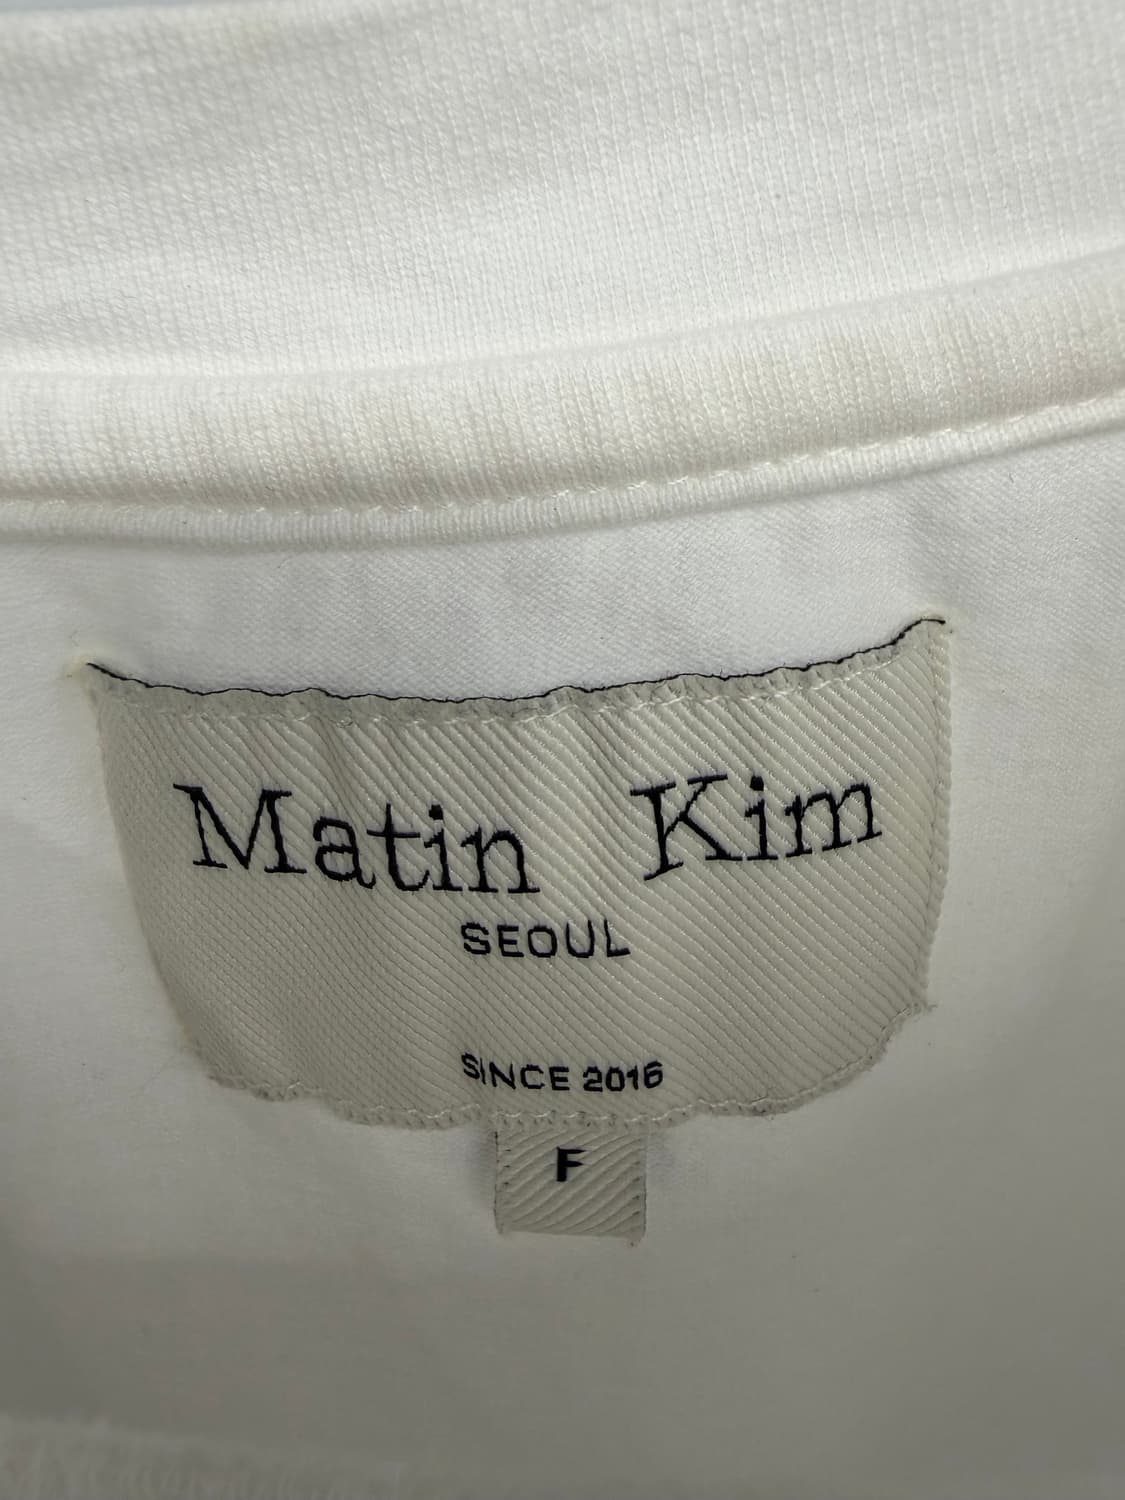 Matin Kim
SEOUL
SINCE 2016
F